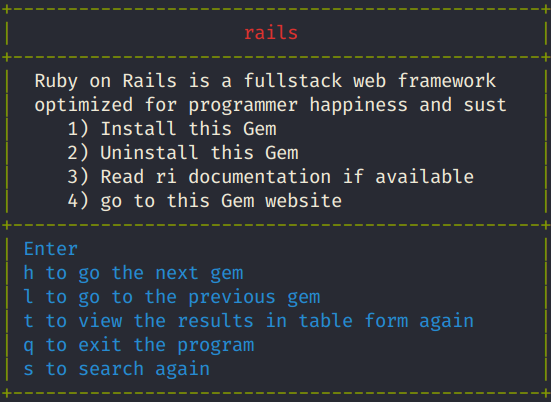 rails
Ruby on Rails is a fullstack web framework
optimized for programmer happiness and sust
1) Install this Gem
2) Uninstall this Gem
3) Read ri documentation if available
4) go to this Gem website
Enter
h to go the next gem
l to go to the previous gem
t to view the results in table form again
q to exit the program
s to search again